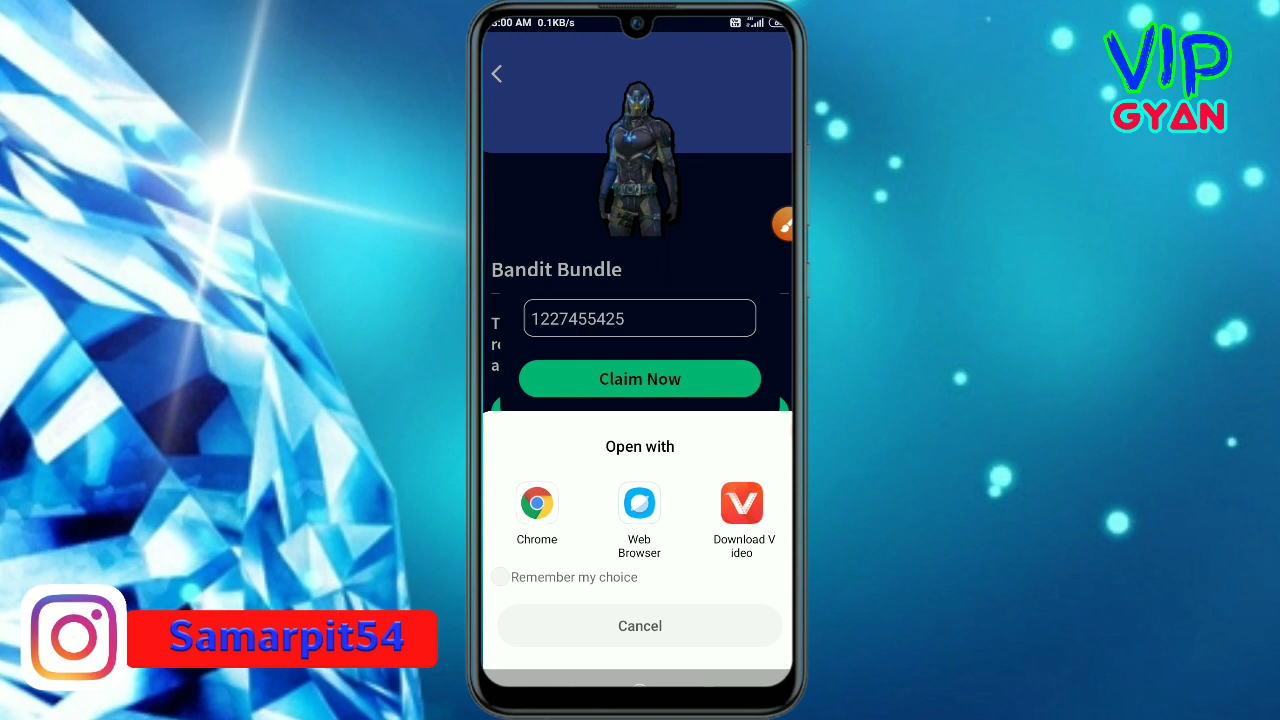 :00 AM 0.1KB/s
VIP
GYAN
Bandit Bundle
1227455425
T
r
a
Claim Now
Open with
Chrome
Web
Browser
Download V
ideo
Remember my choice
Cancel
Samarpit54